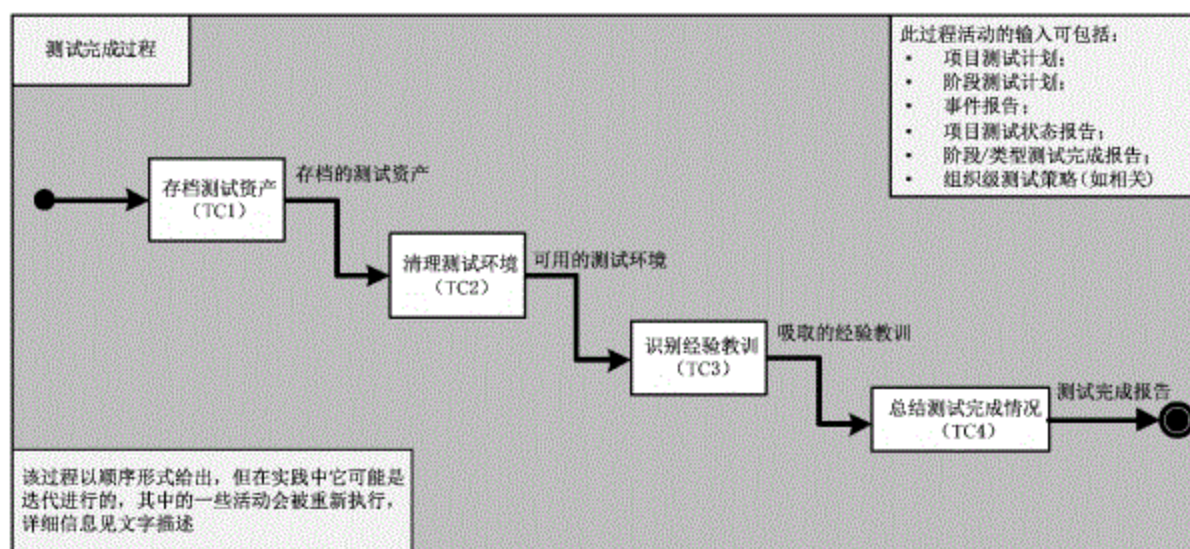 测试完成过程
此过程活动的输入可包括：
• 项目测试计划；
• 阶段测试计划；
• 事件报告；
• 项目测试状态报告；
• 阶段/类型测试完成报告；
• 组织级测试策略（如相关）
存档测试资产
（TC1）
存档的测试资产
清理测试环境
（TC2）
可用的测试环境
识别经验教训
（TC3）
吸取的经验教训
总结测试完成情况
（TC4）
测试完成报告
该过程以顺序形式给出，但在实践中它可能是
迭代进行的，其中的一些活动会被重新执行，
详细信息见文字描述